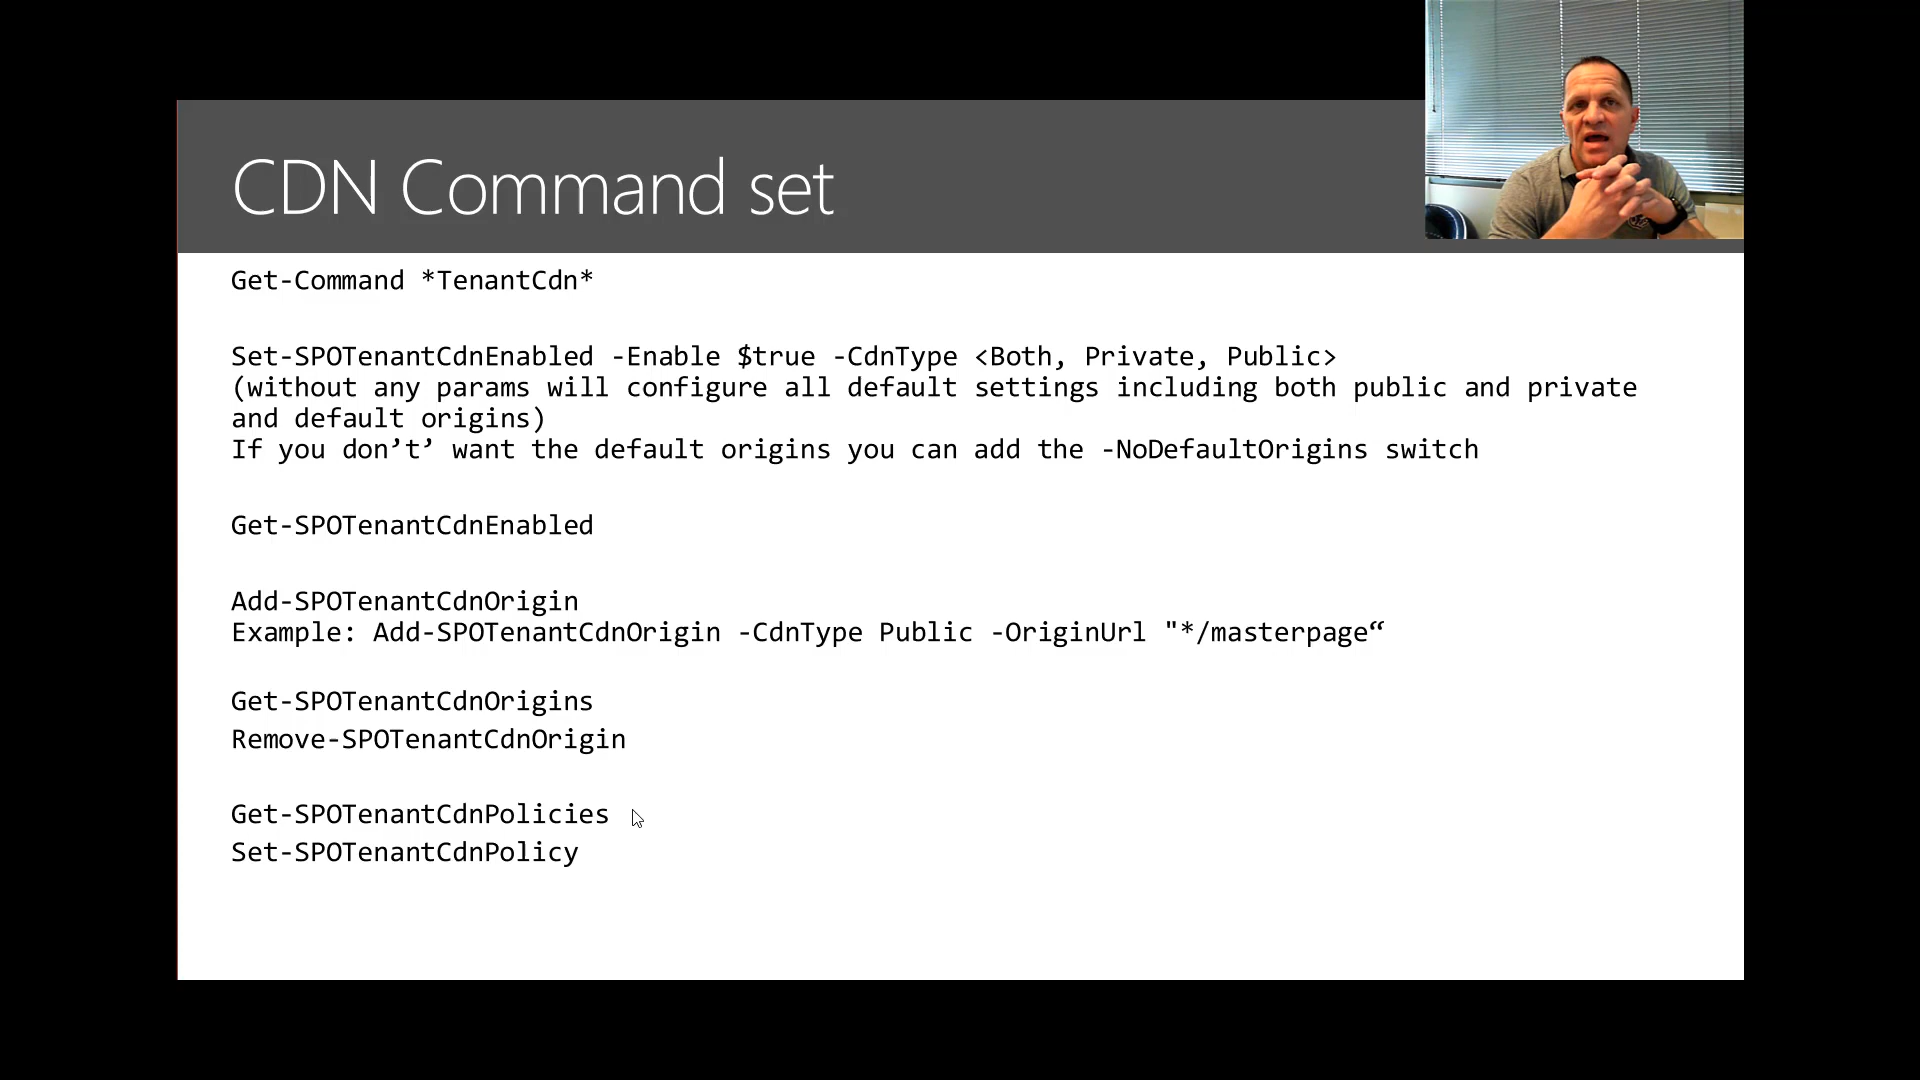 CDN Command set
Get-Command *TenantCdn*
Set-SPOTenantCdnEnabled -Enable $true -CdnType <Both, Private, Public>
(without any params will configure all default settings including both public and private
and default origins)
If you don’t’ want the default origins you can add the -NoDefaultOrigins switch
Get-SPOTenantCdnEnabled
Add-SPOTenantCdnOrigin
Example: Add-SPOTenantCdnOrigin -CdnType Public -OriginUrl "*/masterpage“
Get-SPOTenantCdnOrigins
Remove-SPOTenantCdnOrigin
Get-SPOTenantCdnPolicies
Set-SPOTenantCdnPolicy